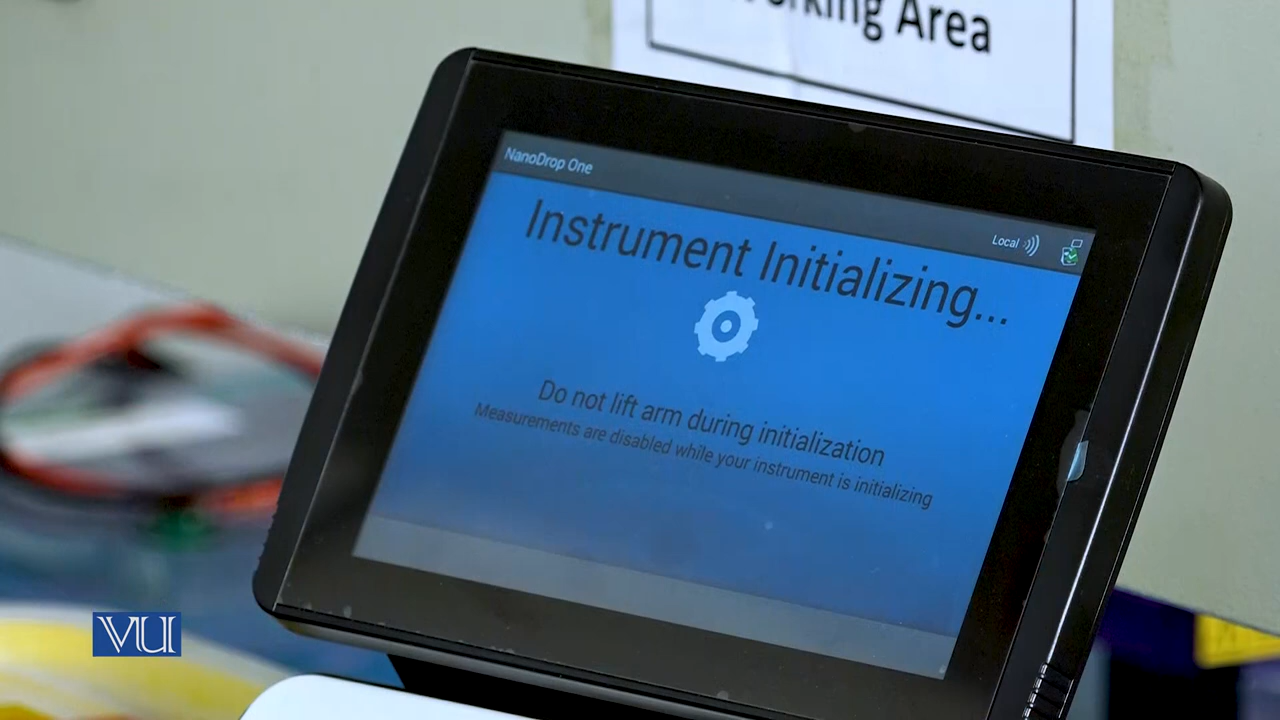 Area
NanoDrop One
Local
Instrument Initializing...
Do not lift arm during initialization
Measurements are disabled while your instrument is initializing
VU